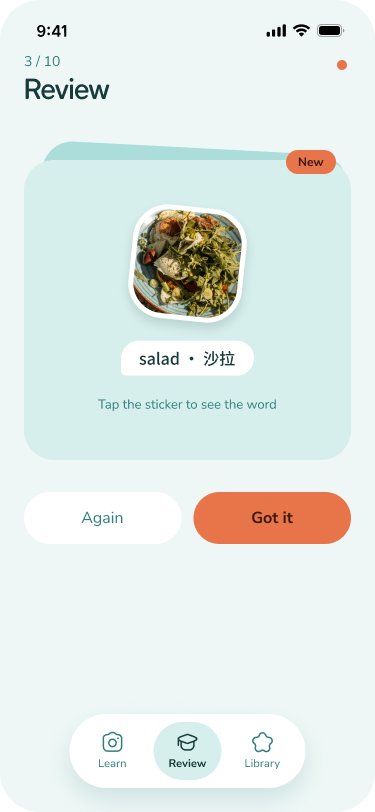 9:41
3 / 10
Review
New
salad • 沙拉
Tap the sticker to see the word
Again
Got it
Learn
Review
Library